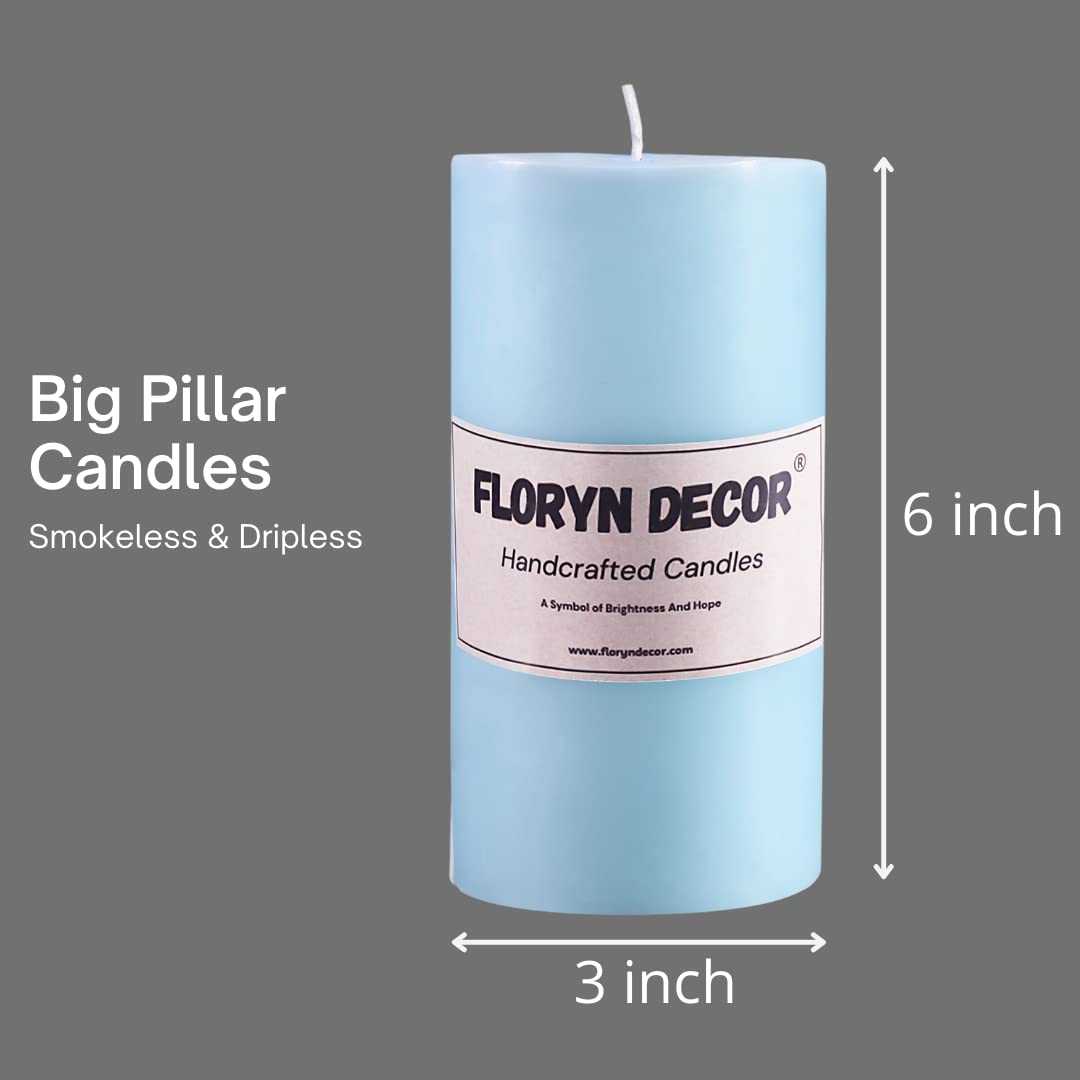 Big Pillar
Candles
Smokeless & Dripless
FLORYN DECOR®
Handcrafted Candles
A Symbol of Brightness And Hope
www.floryndecor.com
6 inch
3 inch